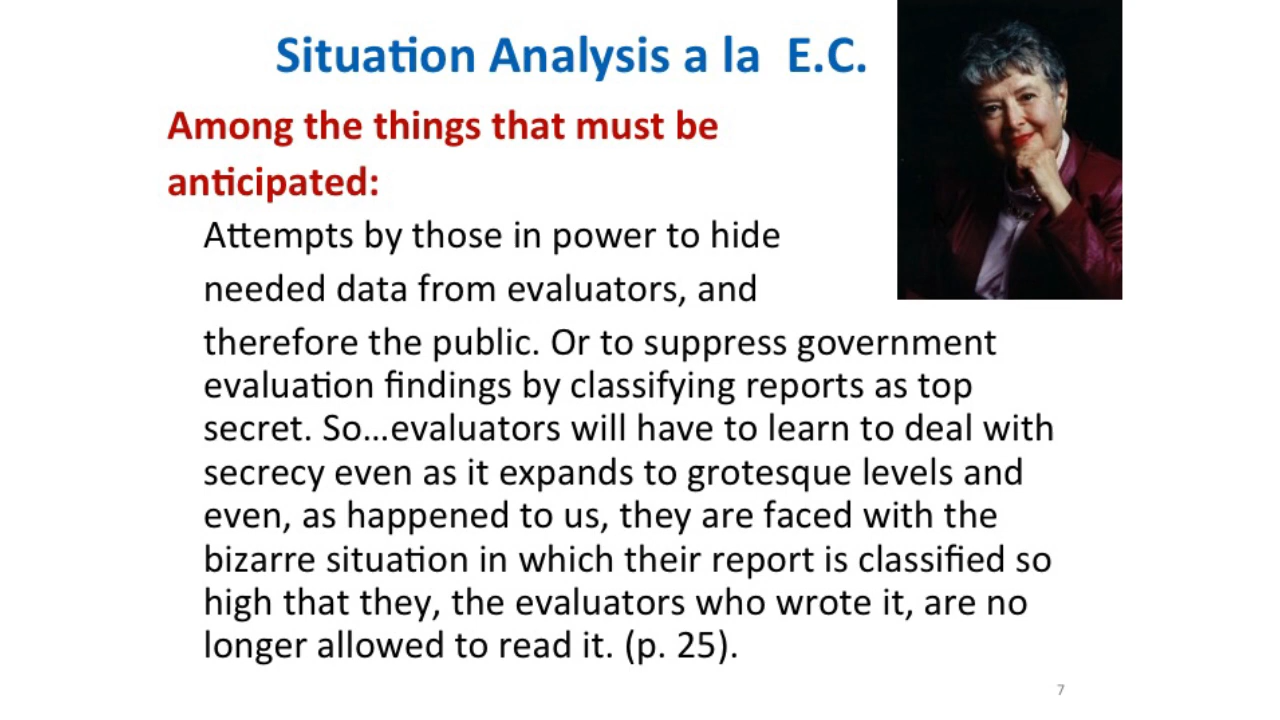 Situation Analysis a la  E.C.
Among the things that must be
anticipated:
Attempts by those in power to hide
needed data from evaluators, and
therefore the public. Or to suppress government
evaluation findings by classifying reports as top
secret. So…evaluators will have to learn to deal with
secrecy even as it expands to grotesque levels and
even, as happened to us, they are faced with the
bizarre situation in which their report is classified so
high that they, the evaluators who wrote it, are no
longer allowed to read it. (p. 25).
7